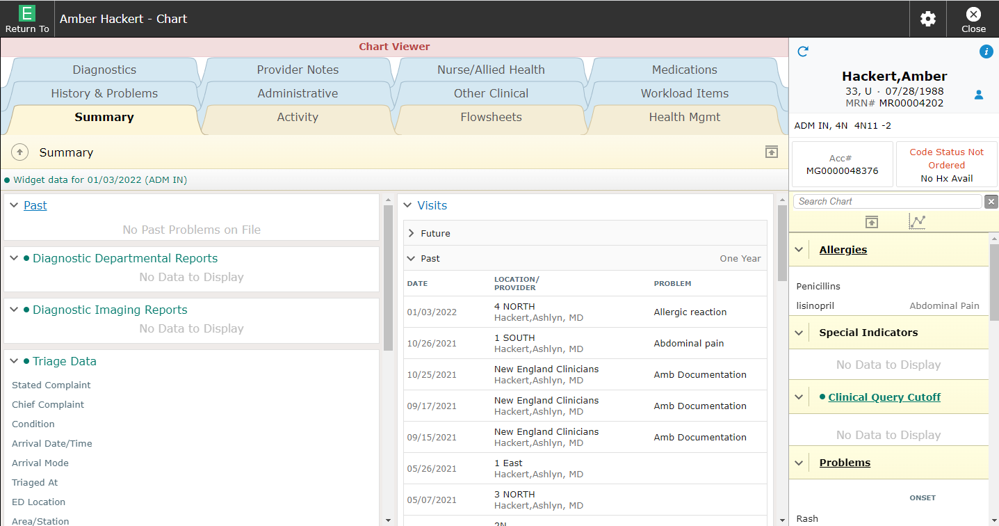 E
Return To
Amber Hackert - Chart
Close
Chart Viewer
Diagnostics
Provider Notes
Nurse/Allied Health
Medications
History & Problems
Administrative
Other Clinical
Workload Items
Summary
Activity
Flowsheets
Health Mgmt
Summary
Widget data for 01/03/2022 (ADM IN)
Past
No Past Problems on File
Diagnostic Departmental Reports
No Data to Display
Diagnostic Imaging Reports
No Data to Display
Triage Data
Stated Complaint
Chief Complaint
Condition
Arrival Date/Time
Arrival Mode
Triaged At
ED Location
Area/Station
Visits
Future
Past One Year
DATE LOCATION/ PROBLEM
PROVIDER
01/03/2022 4 NORTH Allergic reaction
Hackert,Ashlyn, MD
10/26/2021 1 SOUTH Abdominal pain
Hackert,Ashlyn, MD
10/25/2021 New England Clinicians Amb Documentation
Hackert,Ashlyn, MD
09/17/2021 New England Clinicians Amb Documentation
Hackert,Ashlyn, MD
09/15/2021 New England Clinicians Amb Documentation
Hackert,Ashlyn, MD
05/26/2021 1 East
Hackert,Ashlyn, MD
05/07/2021 3 NORTH
Hackert,Ashlyn, MD
2N
i
Hackert,Amber
33, U · 07/28/1988
MRN# MR00004202
ADM IN, 4N 4N11 -2
Acc#
MG0000048376
Code Status Not
Ordered
No Hx Avail
Search Chart
Allergies
Penicillins
lisinopril Abdominal Pain
Special Indicators
No Data to Display
Clinical Query Cutoff
No Data to Display
Problems
ONSET
Rash